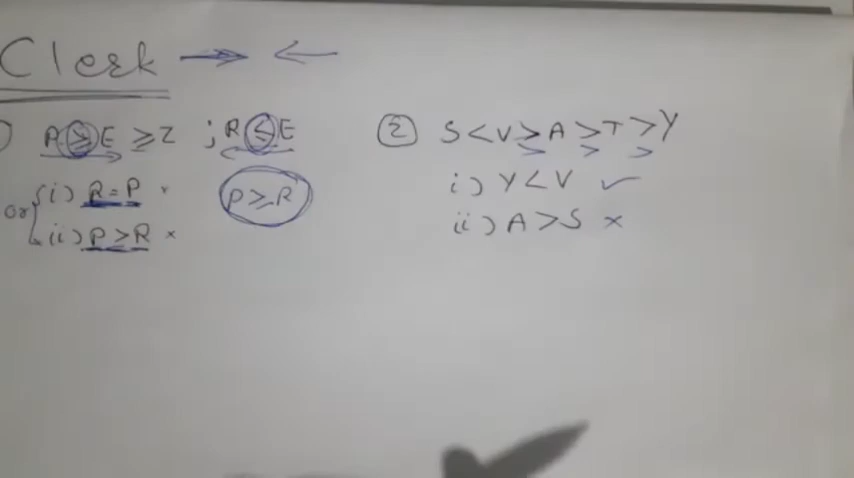 Clerk → ←
) P ≥ E ≥ Z ; R ≤ E
or { i) R = P ×
ii) P > R ×
P ≥ R
② S < V > A > T > Y
> > >
i) Y < V ✓
ii) A > S ×